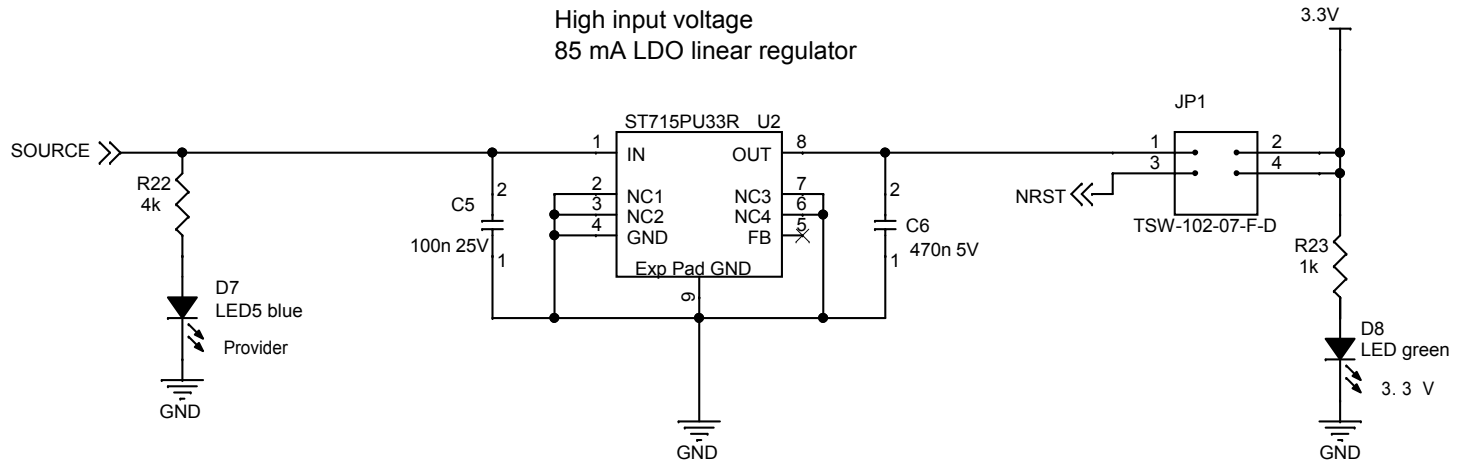 High input voltage
85 mA LDO linear regulator
3.3V
SOURCE
R22
4k
D7
LED5 blue
Provider
GND
C5
100n 25V
2
1
ST715PU33R U2
1 IN OUT 8
2 NC1 NC3 7
3 NC2 NC4 6
4 GND FB 5
Exp Pad GND
9
GND
2
C6
470n 5V
1
JP1
1 2
3 4
NRST
TSW-102-07-F-D
R23
1k
D8
LED green
3. 3 V
GND